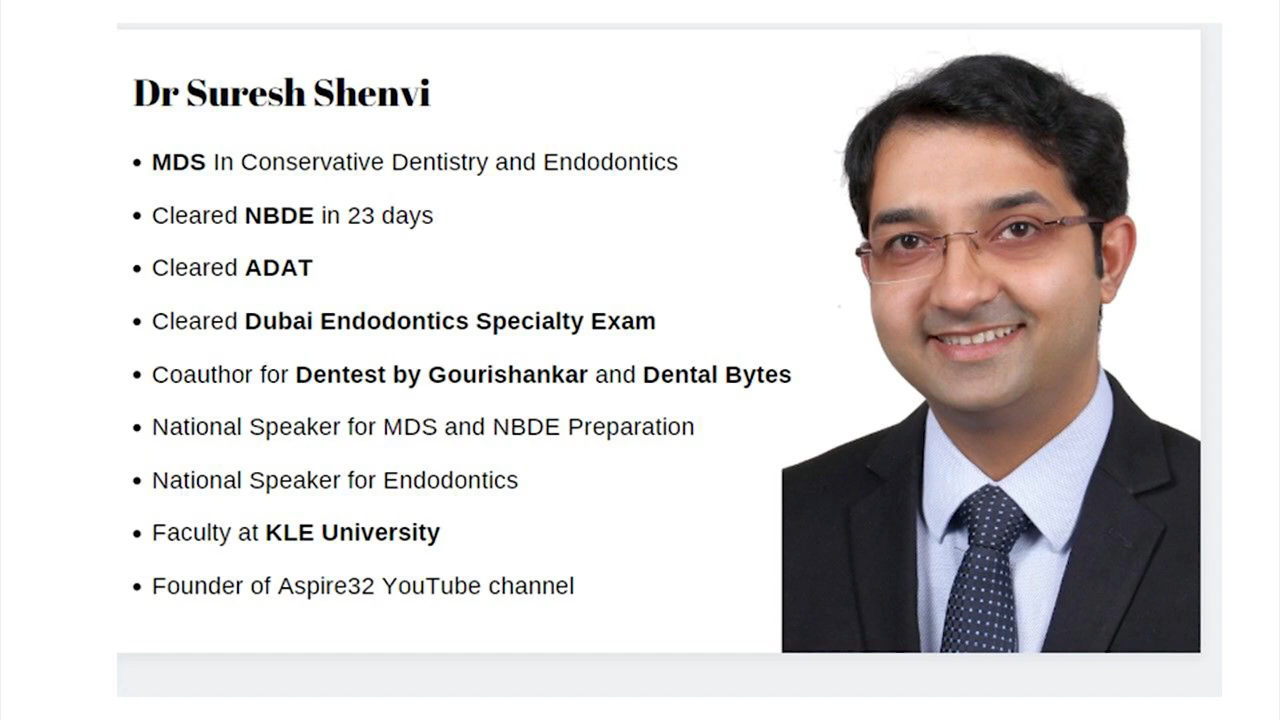 Dr Suresh Shenvi
• MDS In Conservative Dentistry and Endodontics
• Cleared NBDE in 23 days
• Cleared ADAT
• Cleared Dubai Endodontics Specialty Exam
• Coauthor for Dentest by Gourishankar and Dental Bytes
• National Speaker for MDS and NBDE Preparation
• National Speaker for Endodontics
• Faculty at KLE University
• Founder of Aspire32 YouTube channel